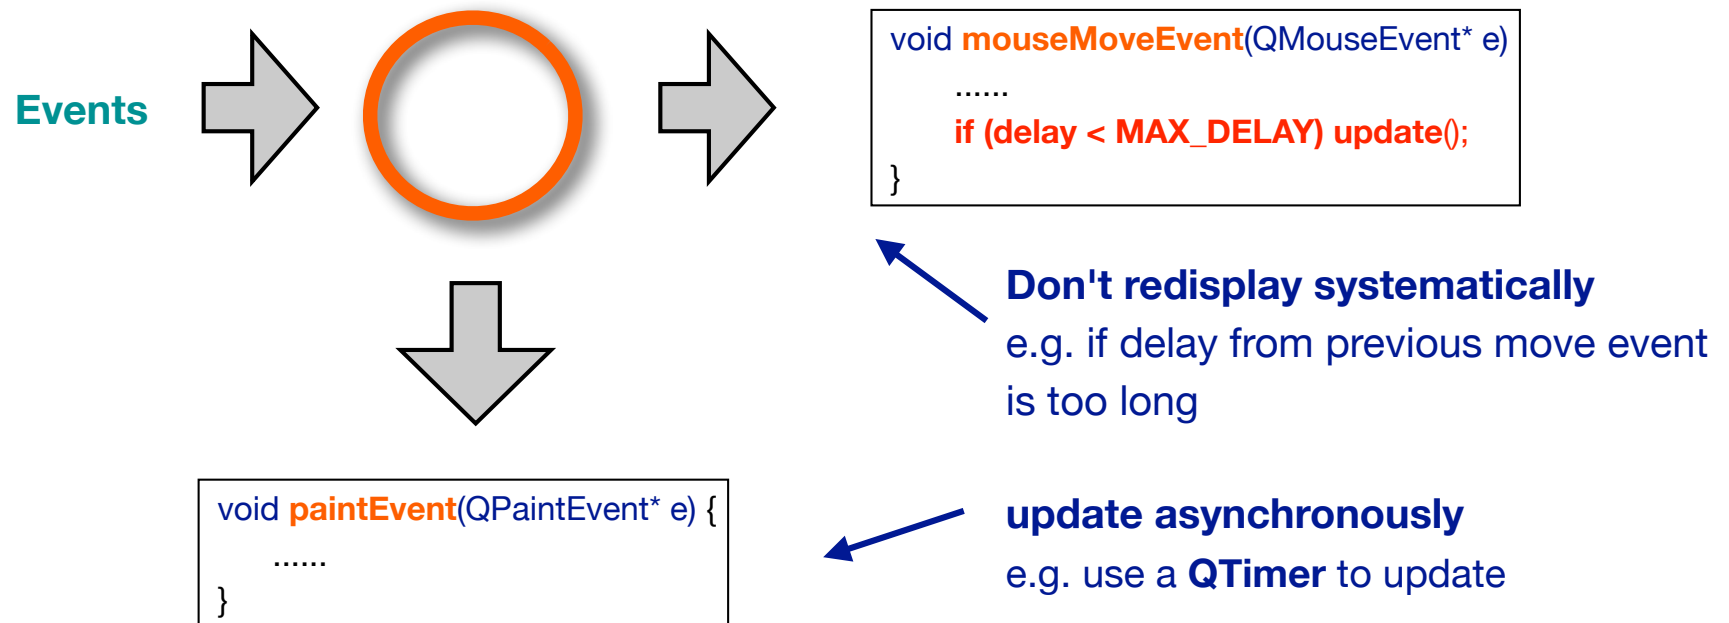 Events
void mouseMoveEvent(QMouseEvent* e)
......
if (delay < MAX_DELAY) update();
}
Don't redisplay systematically
e.g. if delay from previous move event
is too long
void paintEvent(QPaintEvent* e) {
......
}
update asynchronously
e.g. use a QTimer to update